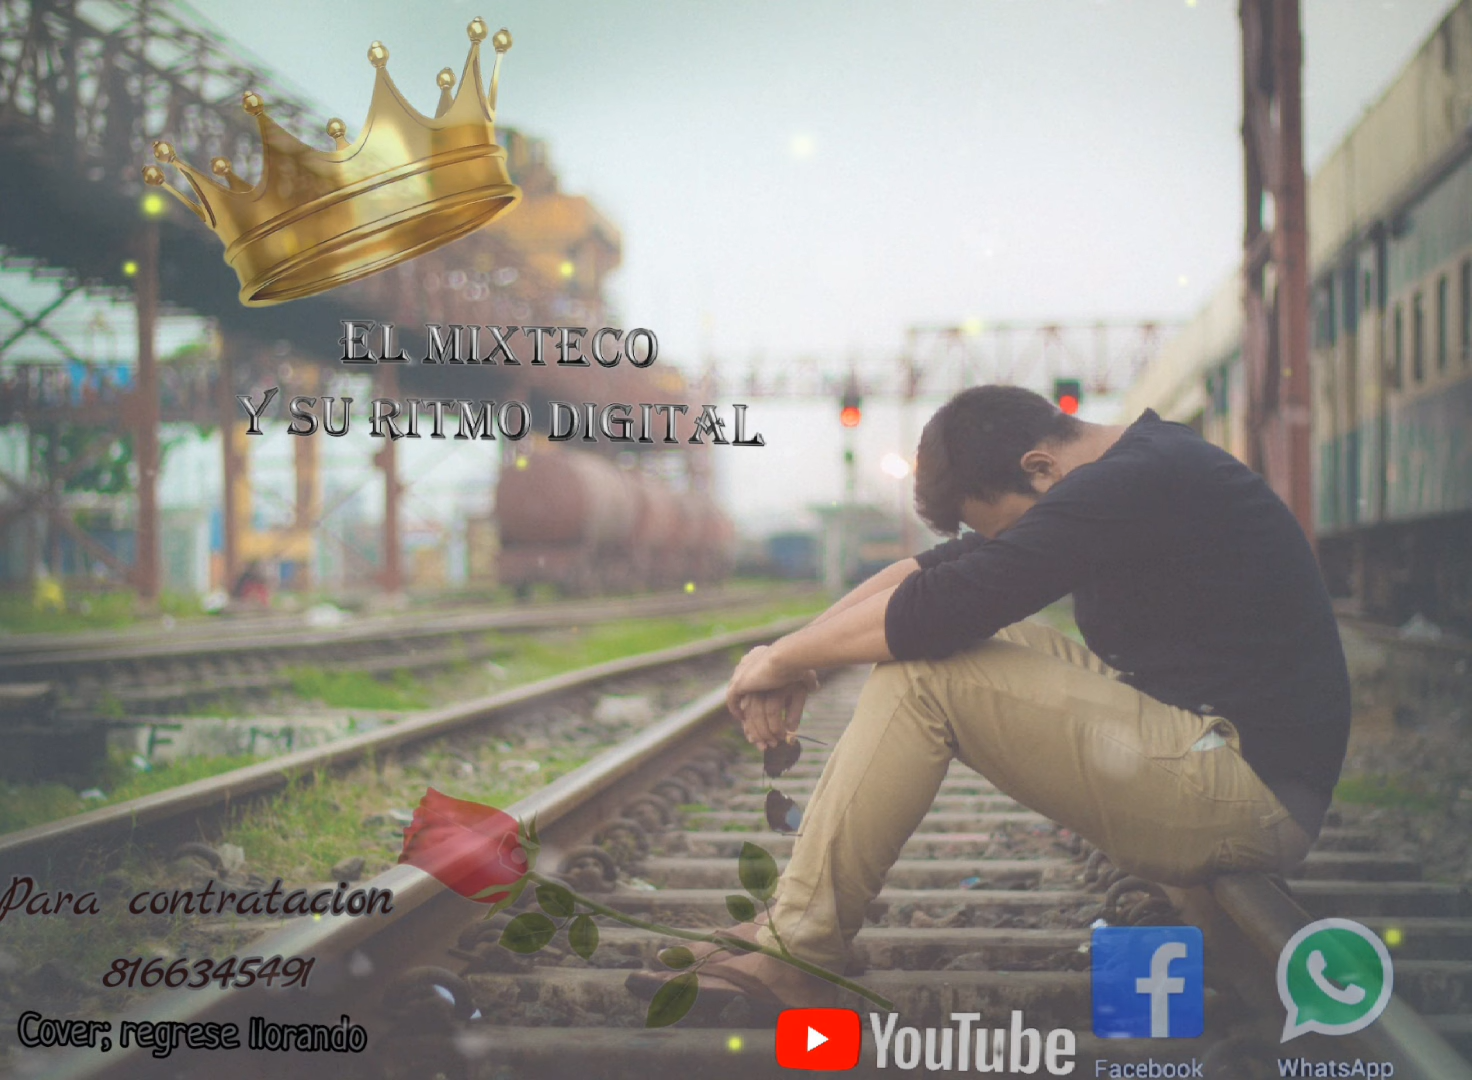 EL MIXTECO
Y SU RITMO DIGITAL
F M
Para contratacion
8166345491
Cover; regrese llorando
YouTube
Facebook
WhatsApp